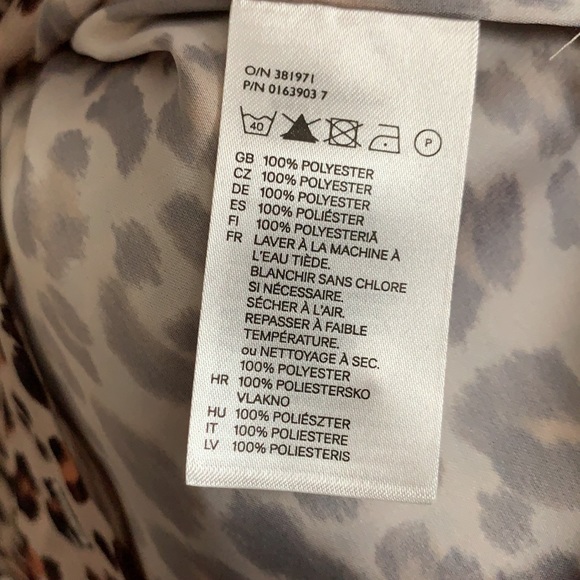 O/N 381971
P/N 0163903 7
40 P
GB 100% POLYESTER
CZ 100% POLYESTER
DE 100% POLYESTER
ES 100% POLIÉSTER
FI 100% POLYESTERIÄ
FR LAVER À LA MACHINE À
L'EAU TIÈDE.
BLANCHIR SANS CHLORE
SI NÉCESSAIRE.
SÉCHER À L'AIR.
REPASSER À FAIBLE
TEMPÉRATURE.
ou NETTOYAGE À SEC.
100% POLYESTER
HR 100% POLIESTERSKO
VLAKNO
HU 100% POLIÉSZTER
IT 100% POLIESTERE
LV 100% POLIESTERIS